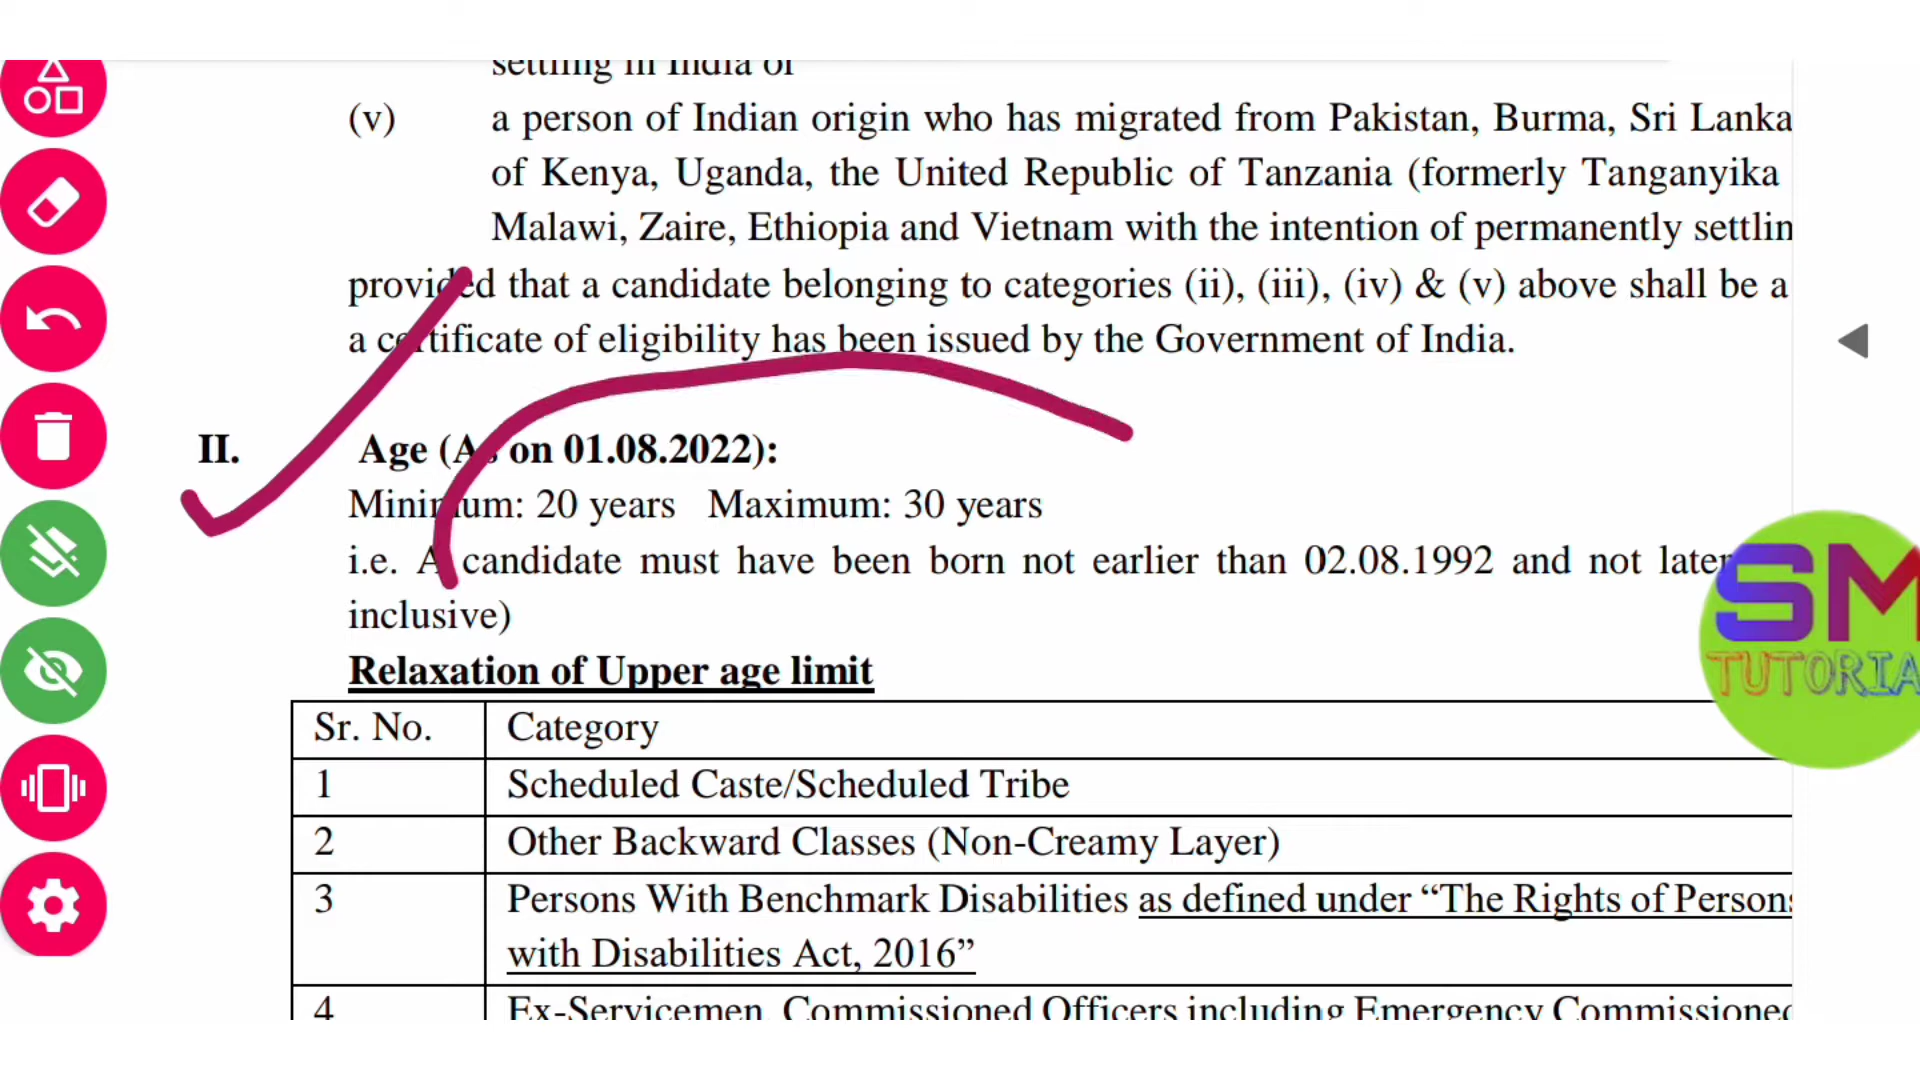 settling in India or
(v) a person of Indian origin who has migrated from Pakistan, Burma, Sri Lanka
of Kenya, Uganda, the United Republic of Tanzania (formerly Tanganyika
Malawi, Zaire, Ethiopia and Vietnam with the intention of permanently settlin
provided that a candidate belonging to categories (ii), (iii), (iv) & (v) above shall be a
a certificate of eligibility has been issued by the Government of India.
II. Age (As on 01.08.2022):
Minimum: 20 years Maximum: 30 years
i.e. A candidate must have been born not earlier than 02.08.1992 and not later
inclusive)
Relaxation of Upper age limit
Sr. No. Category
1 Scheduled Caste/Scheduled Tribe
2 Other Backward Classes (Non-Creamy Layer)
3 Persons With Benchmark Disabilities as defined under “The Rights of Persons
with Disabilities Act, 2016”
4 Ex-Servicemen, Commissioned Officers including Emergency Commissioned
SM
TUTORIA